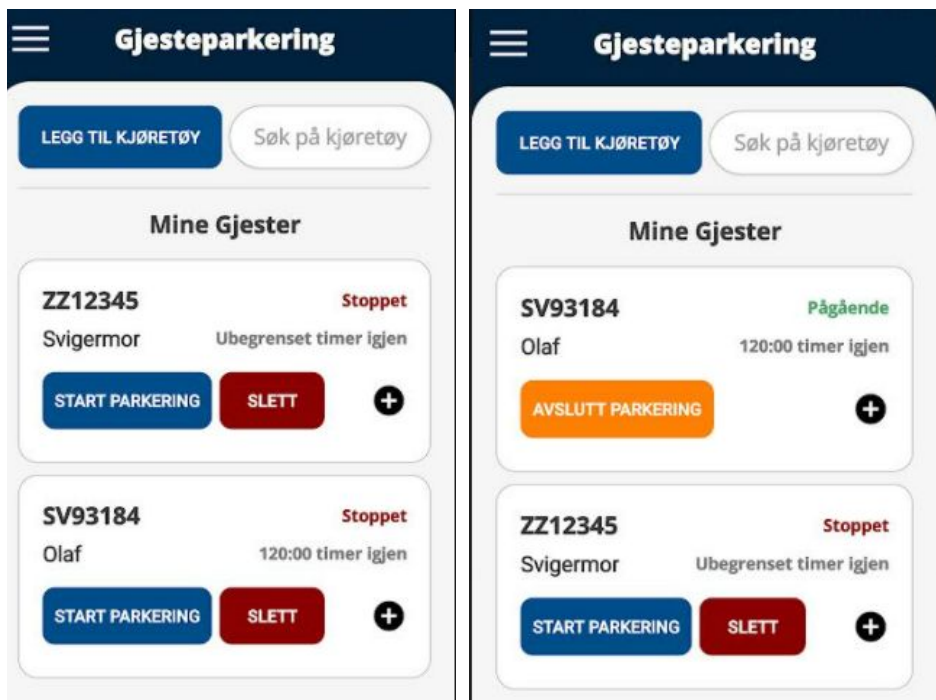 Gjesteparkering
LEGG TIL KJØRETØY
Søk på kjøretøy
Mine Gjester
ZZ12345
Stoppet
Svigermor
Ubegrenset timer igjen
START PARKERING
SLETT
SV93184
Stoppet
Olaf
120:00 timer igjen
START PARKERING
SLETT
Gjesteparkering
LEGG TIL KJØRETØY
Søk på kjøretøy
Mine Gjester
SV93184
Pågående
Olaf
120:00 timer igjen
AVSLUTT PARKERING
ZZ12345
Stoppet
Svigermor
Ubegrenset timer igjen
START PARKERING
SLETT